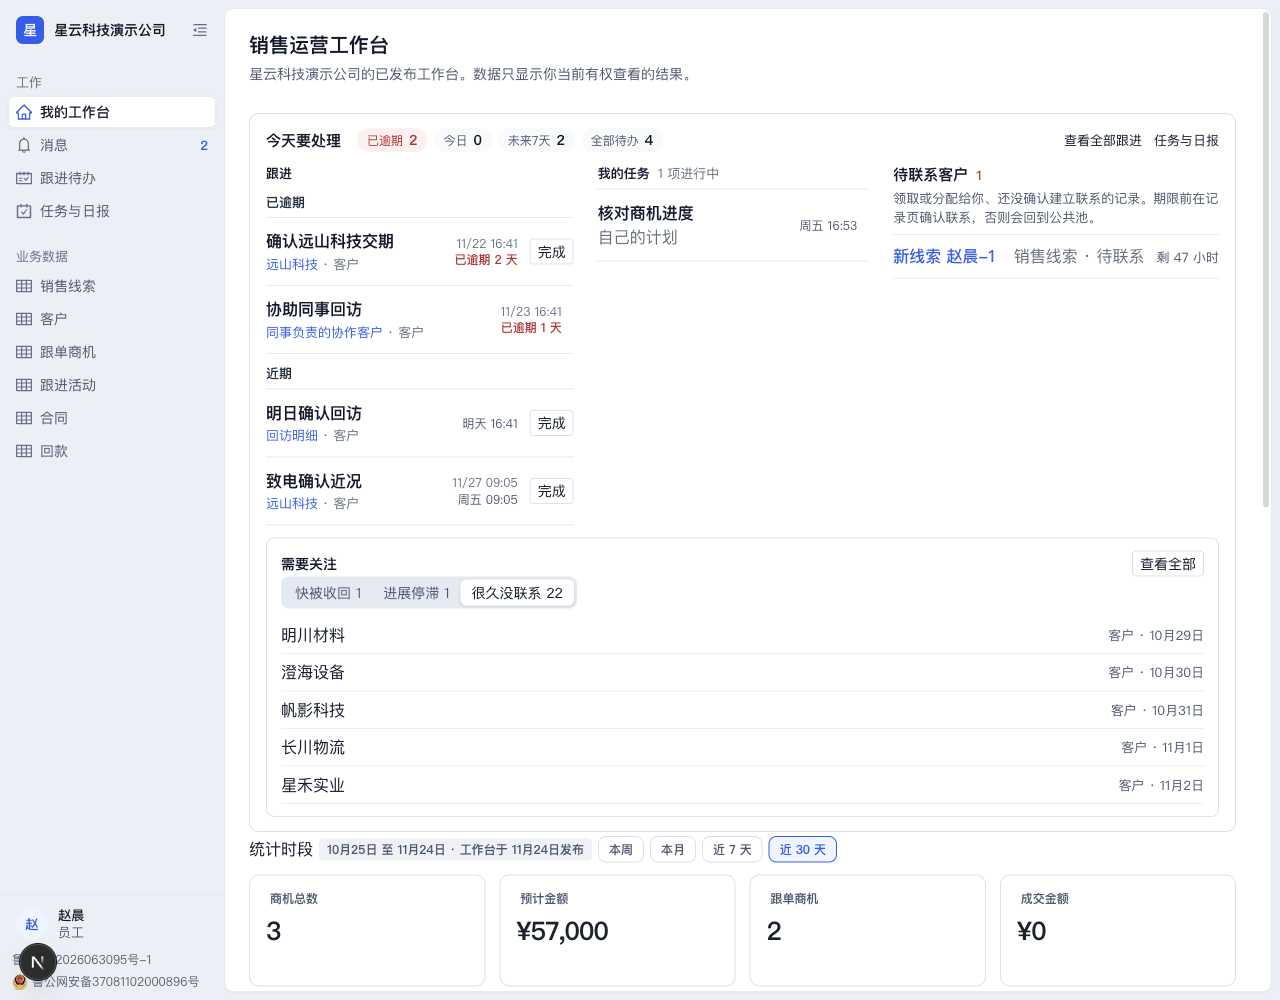 星 星云科技演示公司
工作
我的工作台
消息 2
跟进待办
任务与日报
业务数据
销售线索
客户
跟单商机
跟进活动
合同
回款
赵 赵晨
员工
2026063095号-1
公网安备37081102000896号
N
销售运营工作台
星云科技演示公司的已发布工作台。数据只显示你当前有权查看的结果。
今天要处理 已逾期 2 今日 0 未来7天 2 全部待办 4 查看全部跟进 任务与日报
跟进
已逾期
确认远山科技交期 11/22 16:41 完成
远山科技 · 客户 已逾期 2 天
协助同事回访 11/23 16:41
同事负责的协作客户 · 客户 已逾期 1 天
近期
明日确认回访 明天 16:41 完成
回访明细 · 客户
致电确认近况 11/27 09:05 完成
远山科技 · 客户 周五 09:05
我的任务 1 项进行中
核对商机进度 周五 16:53
自己的计划
待联系客户 1
领取或分配给你、还没确认建立联系的记录。期限前在记
录页确认联系，否则会回到公共池。
新线索 赵晨-1 销售线索 · 待联系 剩 47 小时
需要关注 查看全部
快被收回 1 进展停滞 1 很久没联系 22
明川材料 客户 · 10月29日
澄海设备 客户 · 10月30日
帆影科技 客户 · 10月31日
长川物流 客户 · 11月1日
星禾实业 客户 · 11月2日
统计时段 10月25日 至 11月24日 · 工作台于 11月24日发布 本周 本月 近 7 天 近 30 天
商机总数
3
预计金额
¥57,000
跟单商机
2
成交金额
¥0